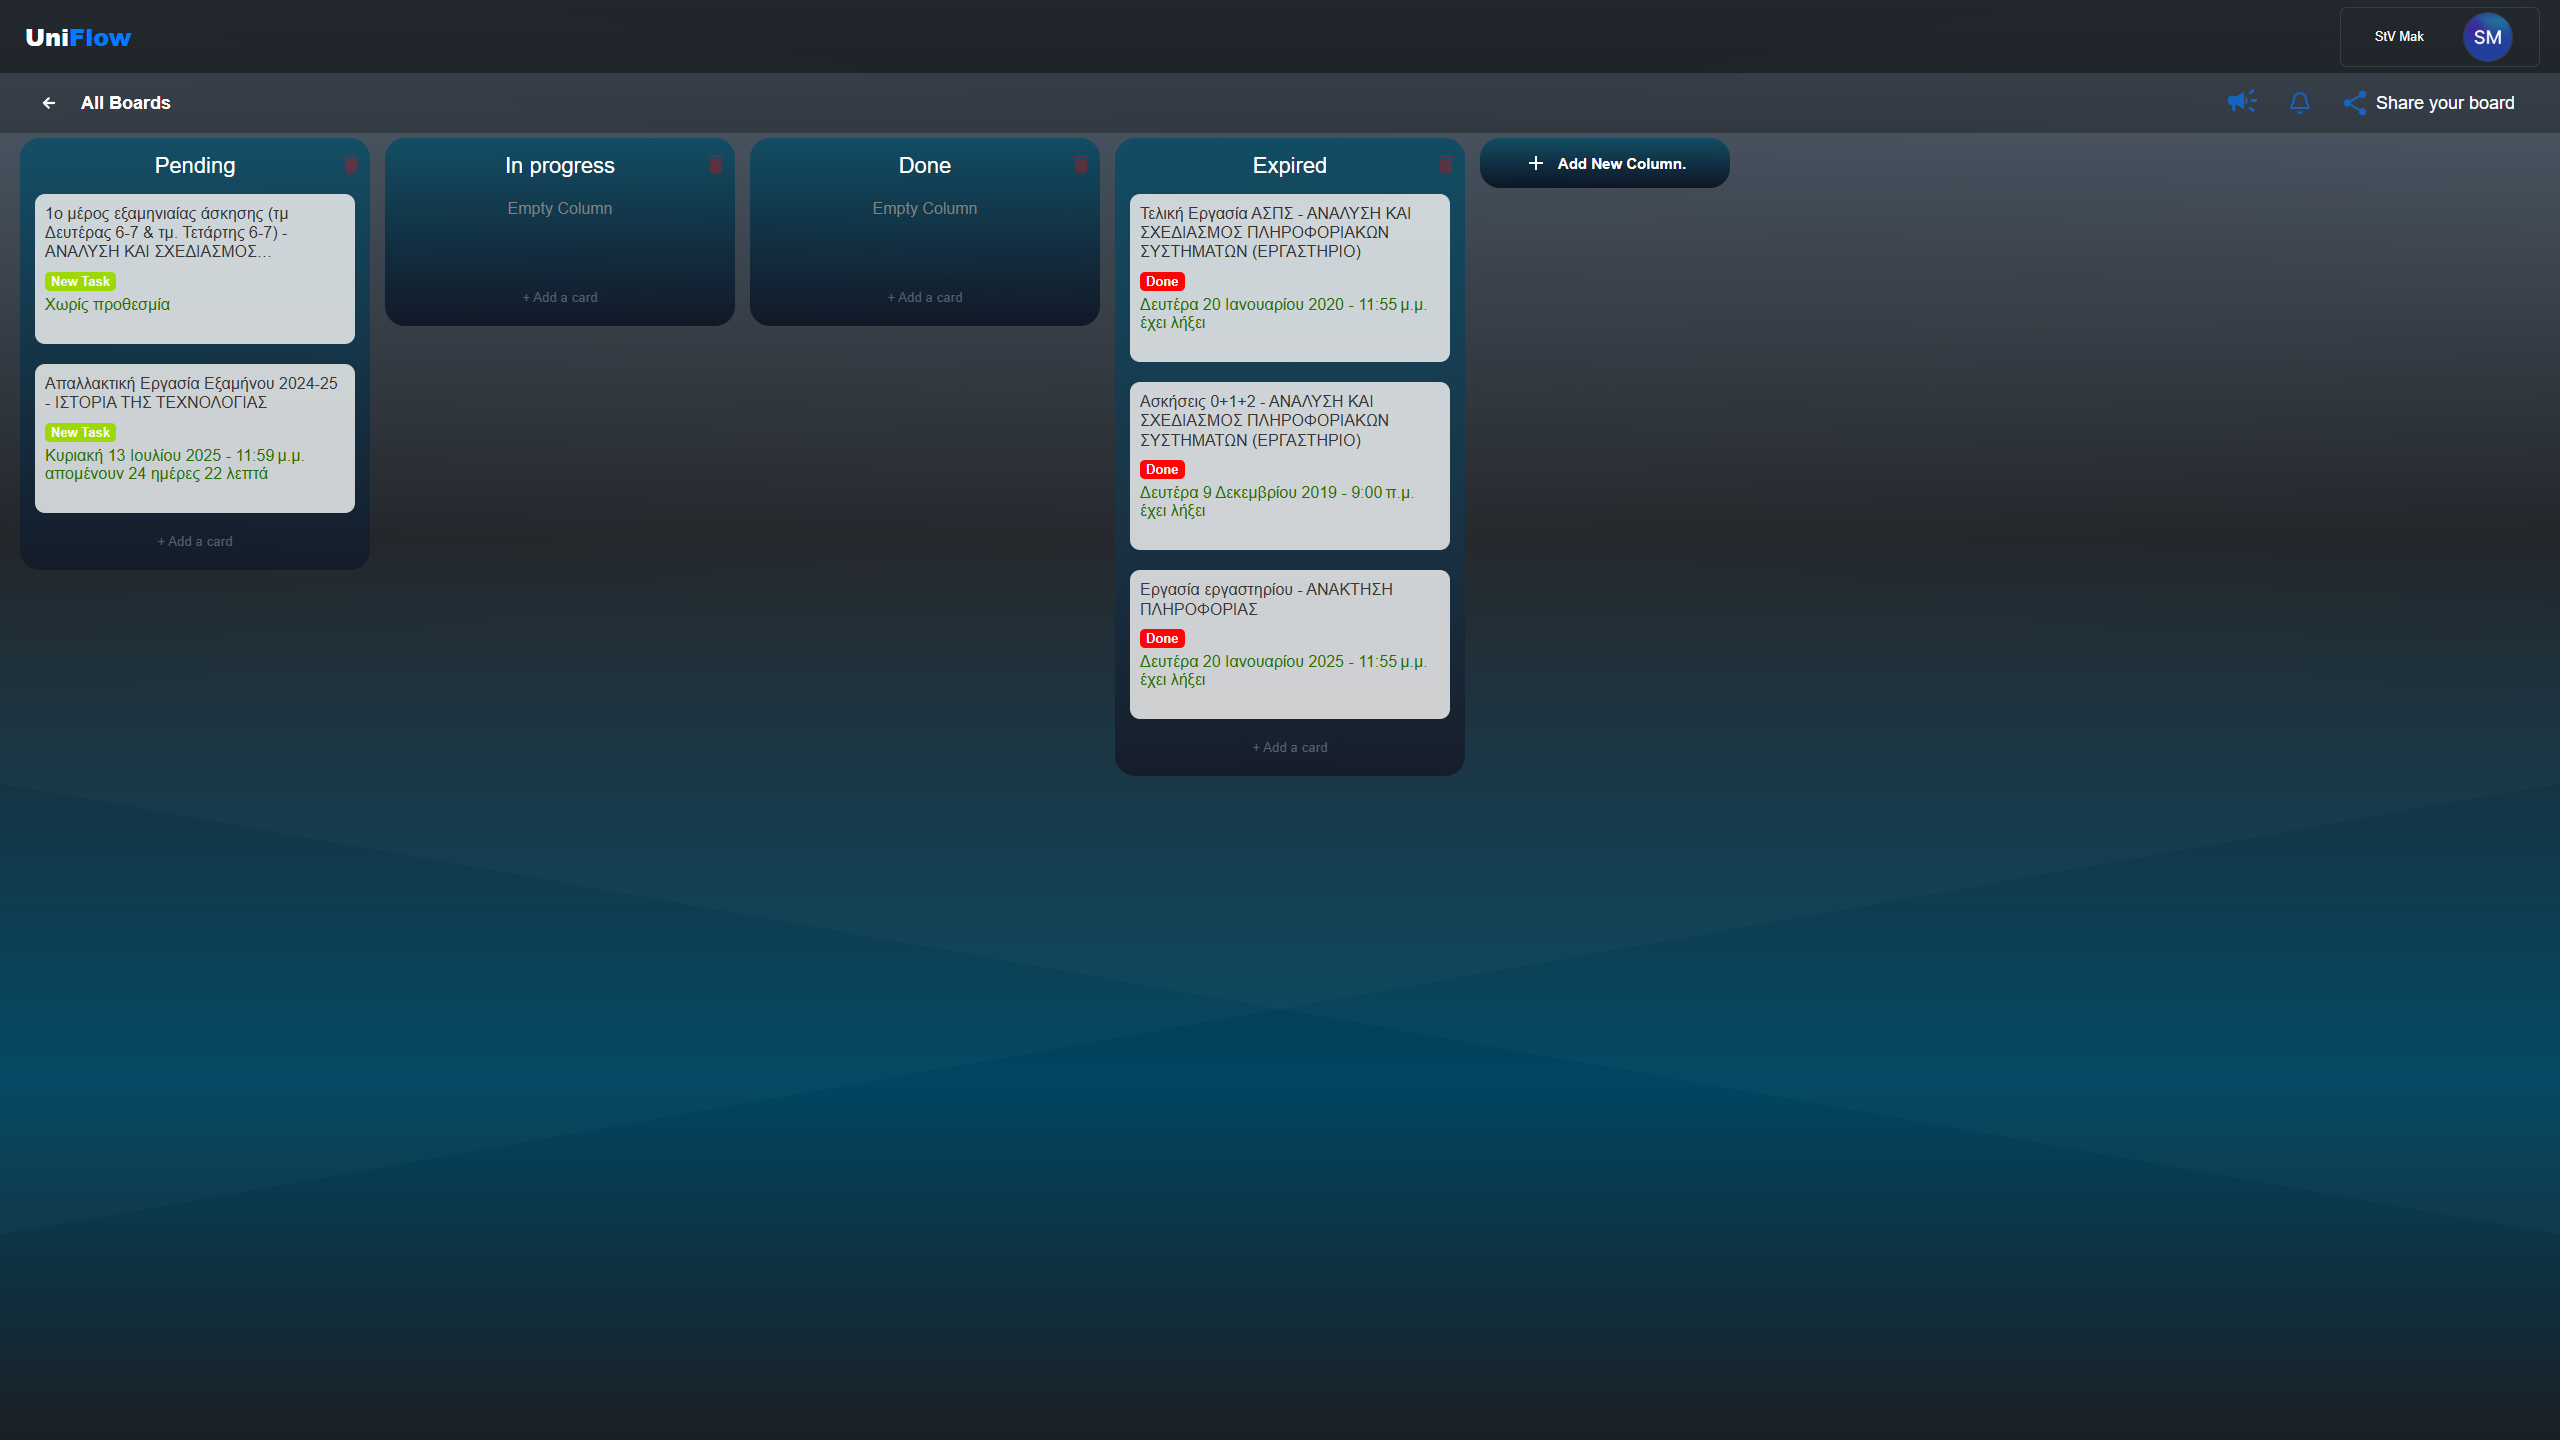 UniFlow
StV Mak
SM
All Boards
Share your board
Pending
1ο μέρος εξαμηνιαίας άσκησης (τμ
Δευτέρας 6-7 & τμ. Τετάρτης 6-7) -
ΑΝΑΛΥΣΗ ΚΑΙ ΣΧΕΔΙΑΣΜΟΣ…
New Task
Χωρίς προθεσμία
Απαλλακτική Εργασία Εξαμήνου 2024-25
- ΙΣΤΟΡΙΑ ΤΗΣ ΤΕΧΝΟΛΟΓΙΑΣ
New Task
Κυριακή 13 Ιουλίου 2025 - 11:59 μ.μ.
απομένουν 24 ημέρες 22 λεπτά
+ Add a card
In progress
Empty Column
+ Add a card
Done
Empty Column
+ Add a card
Expired
Τελική Εργασία ΑΣΠΣ - ΑΝΑΛΥΣΗ ΚΑΙ
ΣΧΕΔΙΑΣΜΟΣ ΠΛΗΡΟΦΟΡΙΑΚΩΝ
ΣΥΣΤΗΜΑΤΩΝ (ΕΡΓΑΣΤΗΡΙΟ)
Done
Δευτέρα 20 Ιανουαρίου 2020 - 11:55 μ.μ.
έχει λήξει
Ασκήσεις 0+1+2 - ΑΝΑΛΥΣΗ ΚΑΙ
ΣΧΕΔΙΑΣΜΟΣ ΠΛΗΡΟΦΟΡΙΑΚΩΝ
ΣΥΣΤΗΜΑΤΩΝ (ΕΡΓΑΣΤΗΡΙΟ)
Done
Δευτέρα 9 Δεκεμβρίου 2019 - 9:00 π.μ.
έχει λήξει
Εργασία εργαστηρίου - ΑΝΑΚΤΗΣΗ
ΠΛΗΡΟΦΟΡΙΑΣ
Done
Δευτέρα 20 Ιανουαρίου 2025 - 11:55 μ.μ.
έχει λήξει
+ Add a card
Add New Column.